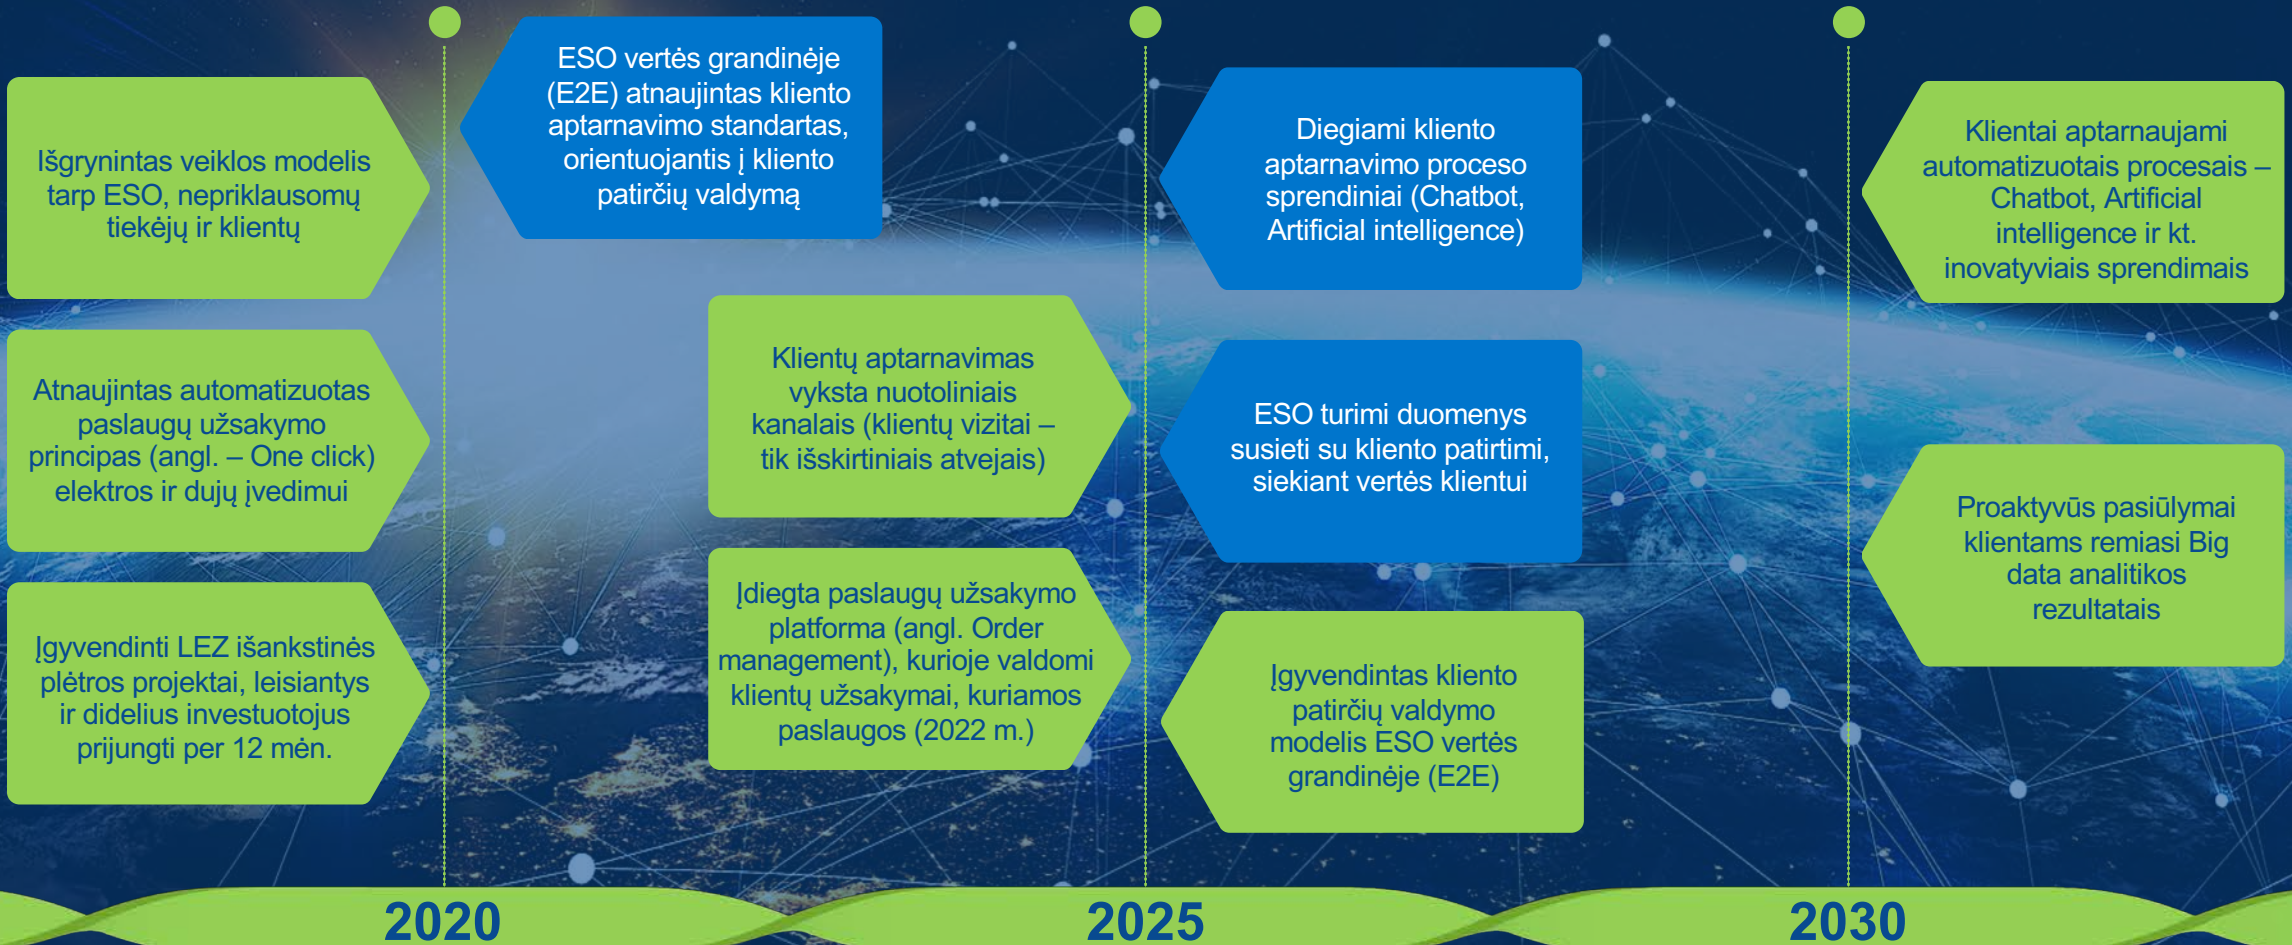 Išgrynintas veiklos modelis
tarp ESO, nepriklausomų
tiekėjų ir klientų
Atnaujintas automatizuotas
paslaugų užsakymo
principas (angl. – One click)
elektros ir dujų įvedimui
Įgyvendinti LEZ išankstinės
plėtros projektai, leisiantys
ir didelius investuotojus
prijungti per 12 mėn.
ESO vertės grandinėje
(E2E) atnaujintas kliento
aptarnavimo standartas,
orientuojantis į kliento
patirčių valdymą
Klientų aptarnavimas
vyksta nuotoliniais
kanalais (klientų vizitai –
tik išskirtiniais atvejais)
Įdiegta paslaugų užsakymo
platforma (angl. Order
management), kurioje valdomi
klientų užsakymai, kuriamos
paslaugos (2022 m.)
Diegiami kliento
aptarnavimo proceso
sprendiniai (Chatbot,
Artificial intelligence)
ESO turimi duomenys
susieti su kliento patirtimi,
siekiant vertės klientui
Įgyvendintas kliento
patirčių valdymo
modelis ESO vertės
grandinėje (E2E)
Klientai aptarnaujami
automatizuotais procesais –
Chatbot, Artificial
intelligence ir kt.
inovatyviais sprendimais
Proaktyvūs pasiūlymai
klientams remiasi Big
data analitikos
rezultatais
2020
2025
2030